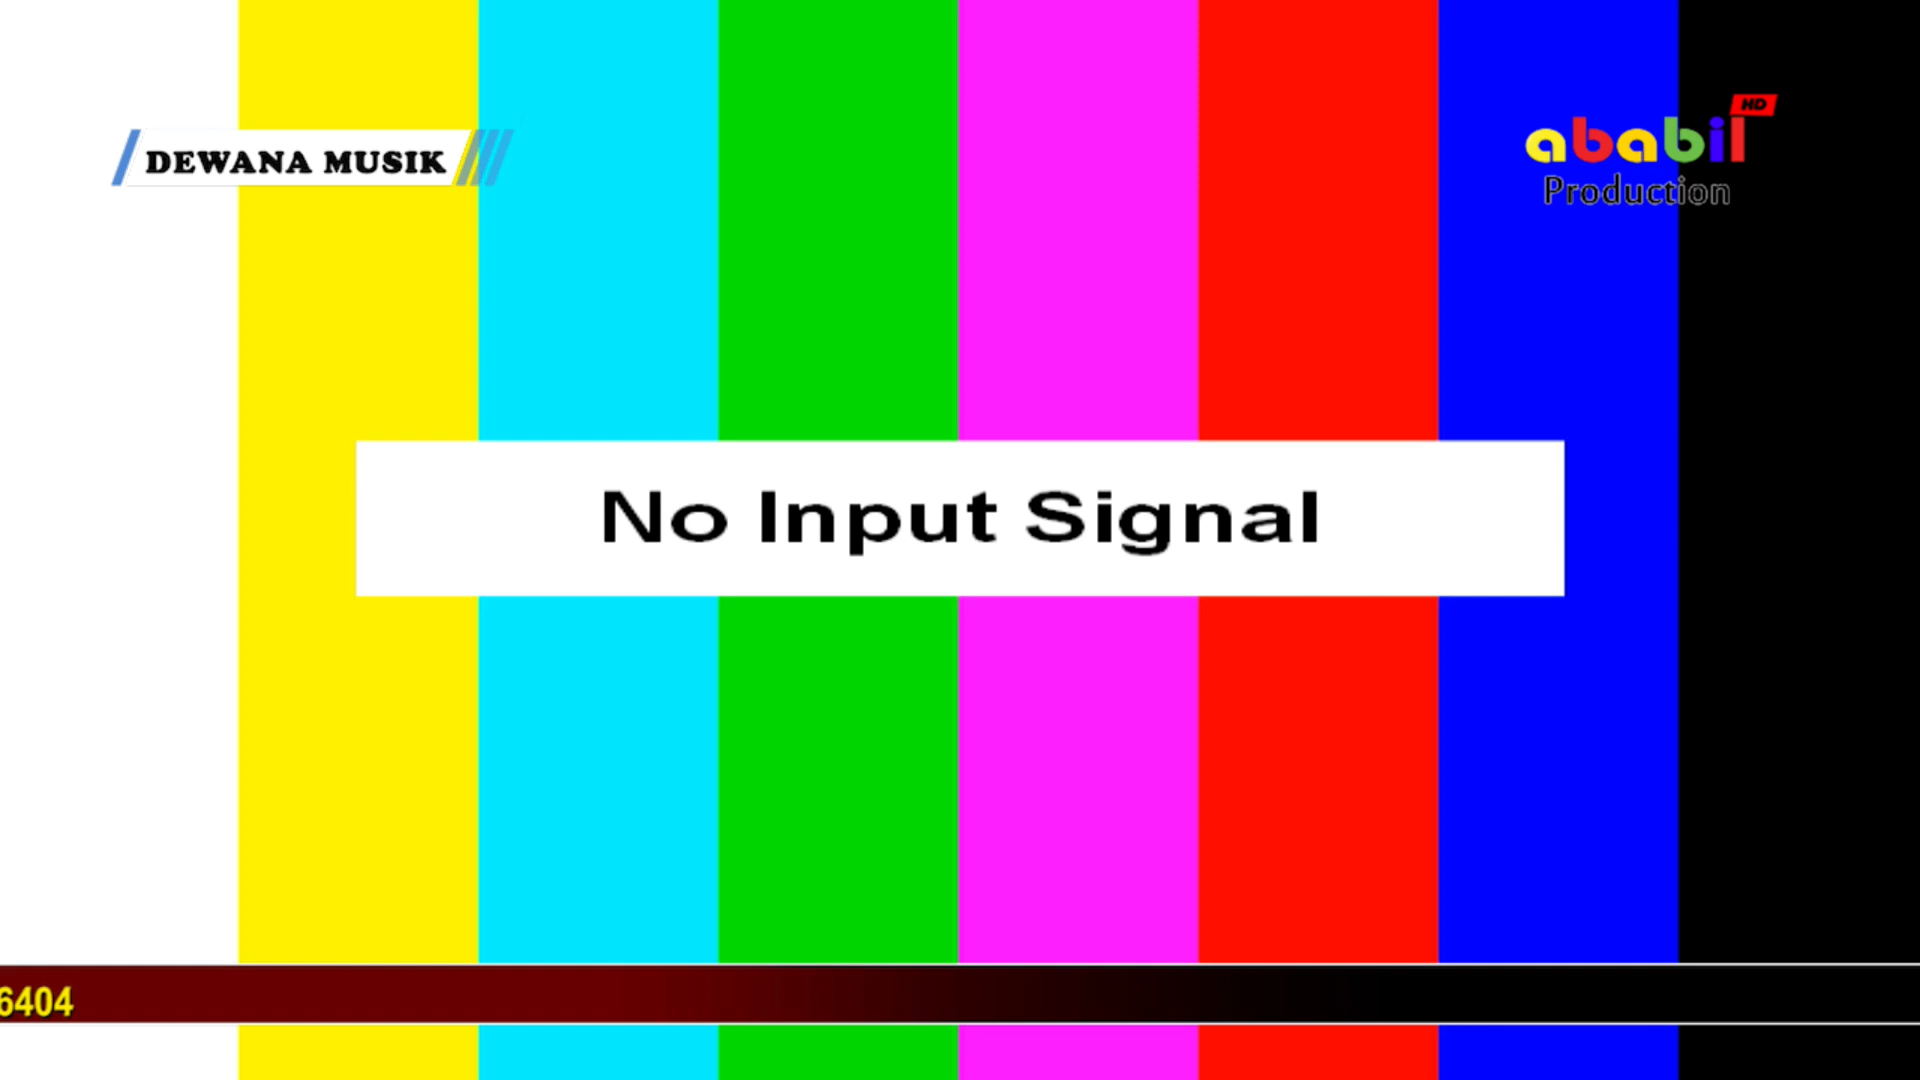 DEWANA MUSIK
HD
ababil
Production
No Input Signal
6404